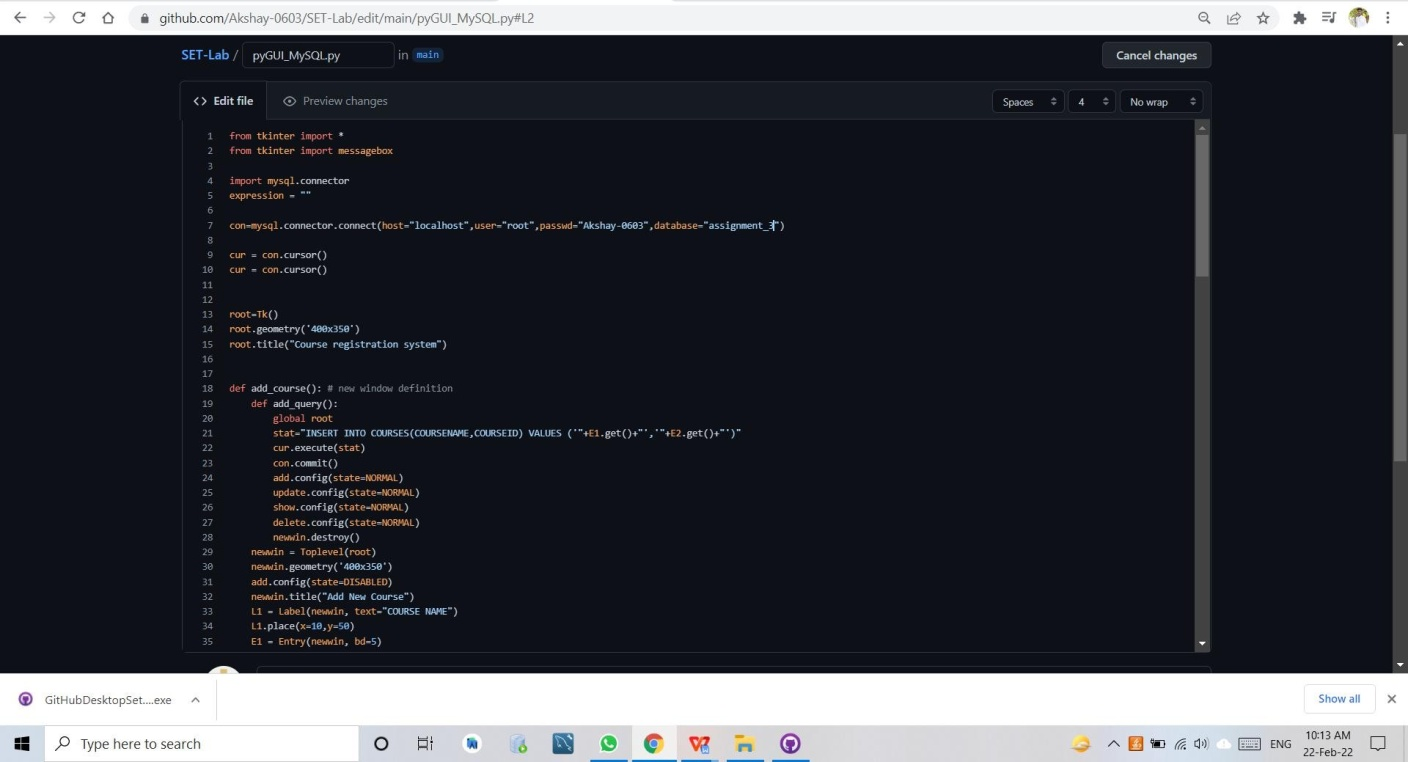 github.com/Akshay-0603/SET-Lab/edit/main/pyGUI_MySQL.py#L2
SET-Lab / pyGUI_MySQL.py in main Cancel changes
<> Edit file Preview changes Spaces 4 No wrap
1 from tkinter import *
2 from tkinter import messagebox
3
4 import mysql.connector
5 expression = ""
6
7 con=mysql.connector.connect(host="localhost",user="root",passwd="Akshay-0603",database="assignment_3")
8
9 cur = con.cursor()
10 cur = con.cursor()
11
12
13 root=Tk()
14 root.geometry('400x350')
15 root.title("Course registration system")
16
17
18 def add_course(): # new window definition
19     def add_query():
20         global root
21         stat="INSERT INTO COURSES(COURSENAME,COURSEID) VALUES ('"+E1.get()+"','"+E2.get()+"')"
22         cur.execute(stat)
23         con.commit()
24         add.config(state=NORMAL)
25         update.config(state=NORMAL)
26         show.config(state=NORMAL)
27         delete.config(state=NORMAL)
28         newwin.destroy()
29     newwin = Toplevel(root)
30     newwin.geometry('400x350')
31     add.config(state=DISABLED)
32     newwin.title("Add New Course")
33     L1 = Label(newwin, text="COURSE NAME")
34     L1.place(x=10,y=50)
35     E1 = Entry(newwin, bd=5)
GitHubDesktopSet....exe Show all
Type here to search ENG 10:13 AM
22-Feb-22